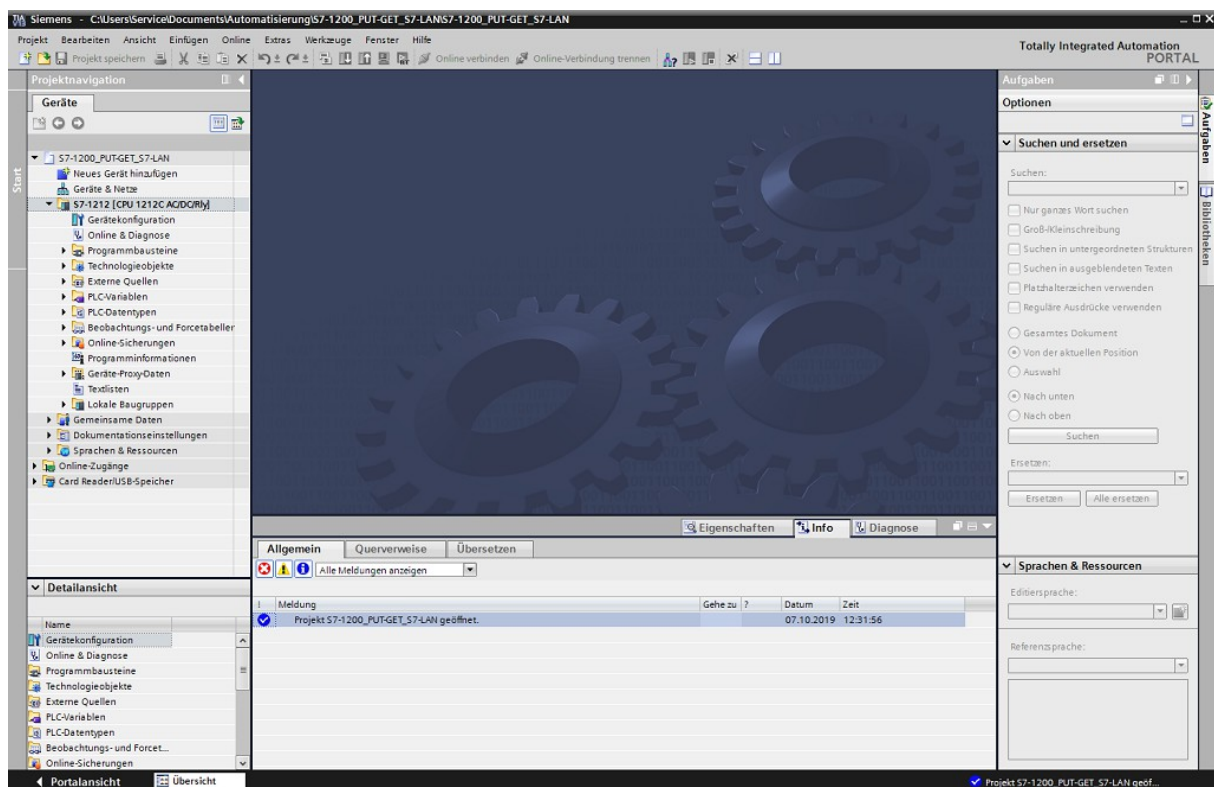 Siemens - C:\Users\Service\Documents\Automatisierung\S7-1200_PUT-GET_S7-LAN\S7-1200_PUT-GET_S7-LAN
Projekt Bearbeiten Ansicht Einfügen Online Extras Werkzeuge Fenster Hilfe
Totally Integrated Automation
PORTAL
Projekt speichern
Online verbinden
Online-Verbindung trennen
Projektnavigation
Geräte
Start
S7-1200_PUT-GET_S7-LAN
Neues Gerät hinzufügen
Geräte & Netze
S7-1212 [CPU 1212C AC/DC/Rly]
Gerätekonfiguration
Online & Diagnose
Programmbausteine
Technologieobjekte
Externe Quellen
PLC-Variablen
PLC-Datentypen
Beobachtungs- und Forcetabellen
Online-Sicherungen
Programminformationen
Geräte-Proxy-Daten
Textlisten
Lokale Baugruppen
Gemeinsame Daten
Dokumentationseinstellungen
Sprachen & Ressourcen
Online-Zugänge
Card Reader/USB-Speicher
Detailansicht
Name
Gerätekonfiguration
Online & Diagnose
Programmbausteine
Technologieobjekte
Externe Quellen
PLC-Variablen
PLC-Datentypen
Beobachtungs- und Forcet...
Online-Sicherungen
Eigenschaften
Info
Diagnose
Allgemein
Querverweise
Übersetzen
Alle Meldungen anzeigen
! Meldung Gehe zu ? Datum Zeit
Projekt S7-1200_PUT-GET_S7-LAN geöffnet. 07.10.2019 12:31:56
Aufgaben
Optionen
Suchen und ersetzen
Suchen:
Nur ganzes Wort suchen
Groß-/Kleinschreibung
Suchen in untergeordneten Strukturen
Suchen in ausgeblendeten Texten
Platzhalterzeichen verwenden
Reguläre Ausdrücke verwenden
Gesamtes Dokument
Von der aktuellen Position
Auswahl
Nach unten
Nach oben
Suchen
Ersetzen:
Ersetzen
Alle ersetzen
Sprachen & Ressourcen
Editiersprache:
Referenzsprache:
Aufgaben
Bibliotheken
Portalansicht
Übersicht
Projekt S7-1200_PUT-GET_S7-LAN geöf...